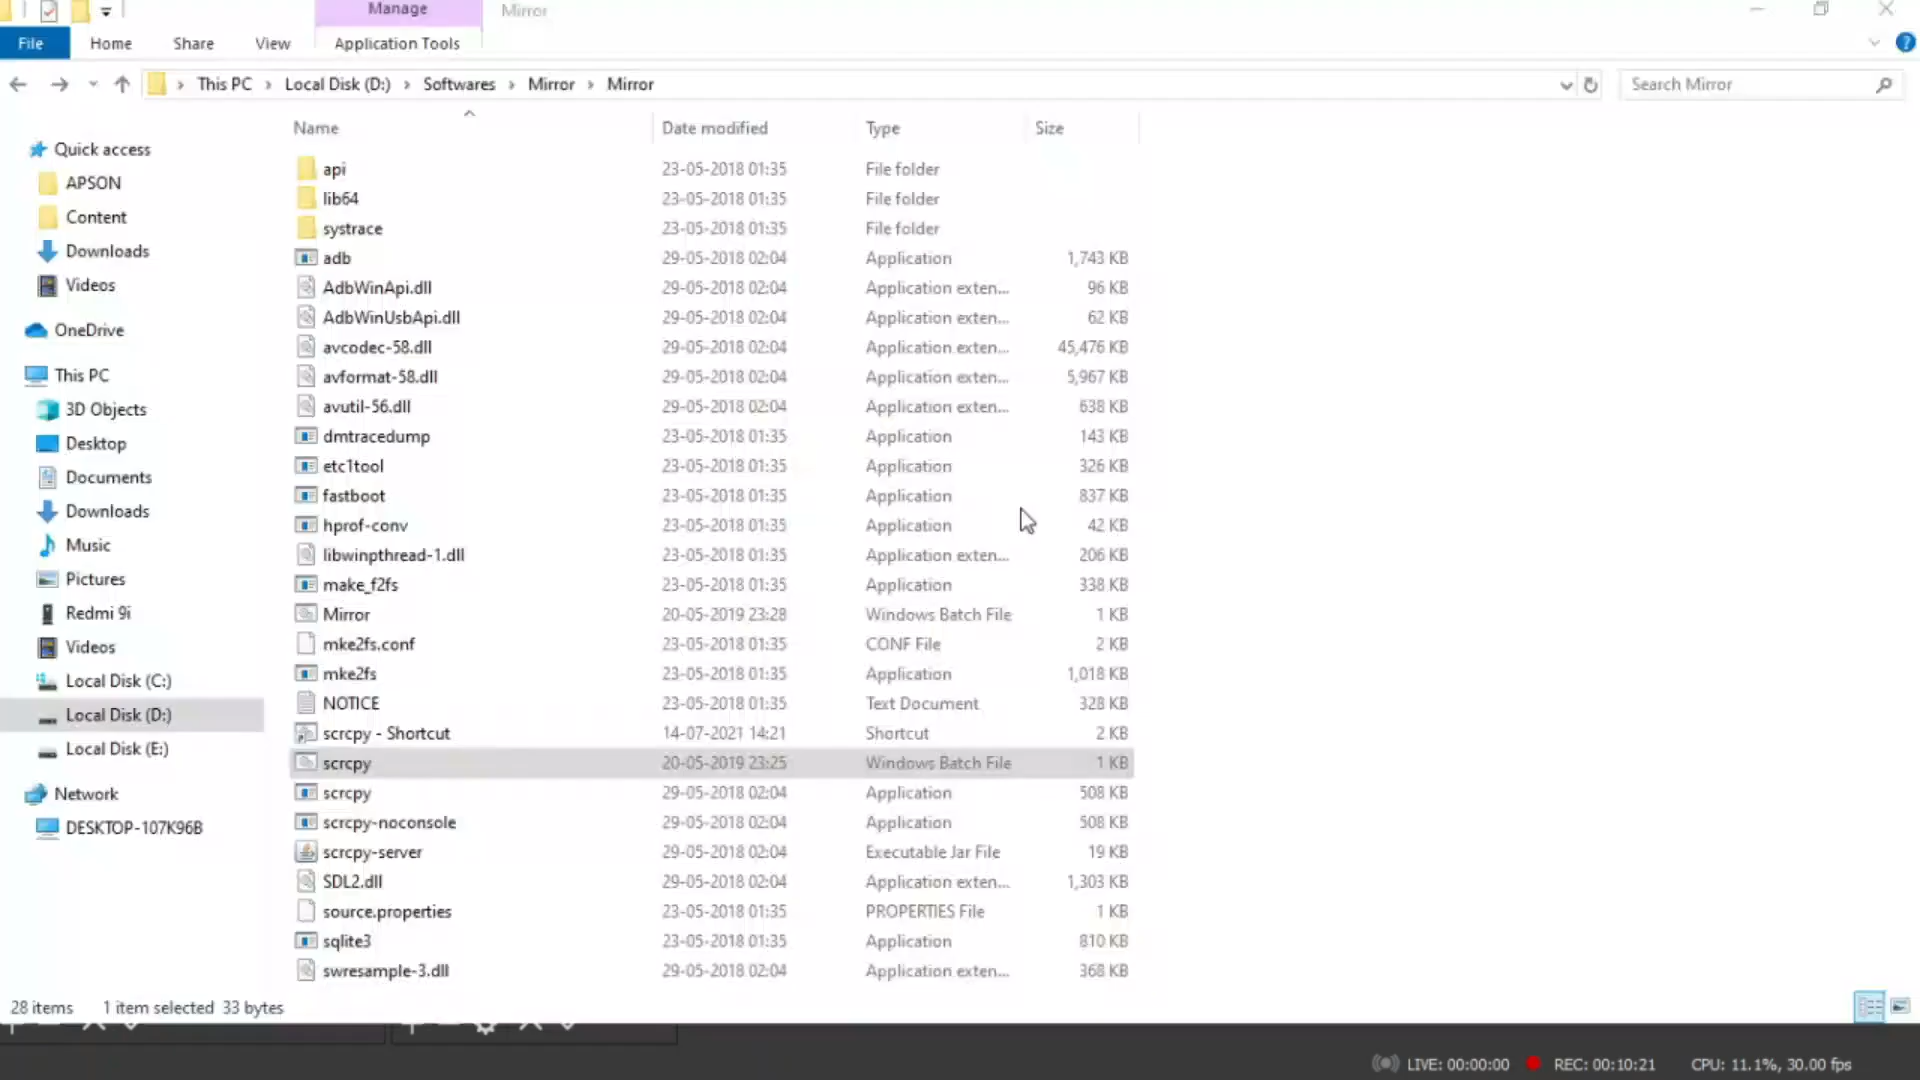 Manage
Mirror
File
Home
Share
View
Application Tools
This PC
Local Disk (D:)
Softwares
Mirror
Mirror
Search Mirror
Name
Date modified
Type
Size
Quick access
APSON
Content
Downloads
Videos
OneDrive
This PC
3D Objects
Desktop
Documents
Downloads
Music
Pictures
Redmi 9i
Videos
Local Disk (C:)
Local Disk (D:)
Local Disk (E:)
Network
DESKTOP-107K96B
api 23-05-2018 01:35 File folder
lib64 23-05-2018 01:35 File folder
systrace 23-05-2018 01:35 File folder
adb 29-05-2018 02:04 Application 1,743 KB
AdbWinApi.dll 29-05-2018 02:04 Application exten... 96 KB
AdbWinUsbApi.dll 29-05-2018 02:04 Application exten... 62 KB
avcodec-58.dll 29-05-2018 02:04 Application exten... 45,476 KB
avformat-58.dll 29-05-2018 02:04 Application exten... 5,967 KB
avutil-56.dll 29-05-2018 02:04 Application exten... 638 KB
dmtracedump 23-05-2018 01:35 Application 143 KB
etc1tool 23-05-2018 01:35 Application 326 KB
fastboot 23-05-2018 01:35 Application 837 KB
hprof-conv 23-05-2018 01:35 Application 42 KB
libwinpthread-1.dll 23-05-2018 01:35 Application exten... 206 KB
make_f2fs 23-05-2018 01:35 Application 338 KB
Mirror 20-05-2019 23:28 Windows Batch File 1 KB
mke2fs.conf 23-05-2018 01:35 CONF File 2 KB
mke2fs 23-05-2018 01:35 Application 1,018 KB
NOTICE 23-05-2018 01:35 Text Document 328 KB
scrcpy - Shortcut 14-07-2021 14:21 Shortcut 2 KB
scrcpy 20-05-2019 23:25 Windows Batch File 1 KB
scrcpy 29-05-2018 02:04 Application 508 KB
scrcpy-noconsole 29-05-2018 02:04 Application 508 KB
scrcpy-server 29-05-2018 02:04 Executable Jar File 19 KB
SDL2.dll 29-05-2018 02:04 Application exten... 1,303 KB
source.properties 23-05-2018 01:35 PROPERTIES File 1 KB
sqlite3 23-05-2018 01:35 Application 810 KB
swresample-3.dll 29-05-2018 02:04 Application exten... 368 KB
28 items 1 item selected 33 bytes
LIVE: 00:00:00 REC: 00:10:21 CPU: 11.1%, 30.00 fps